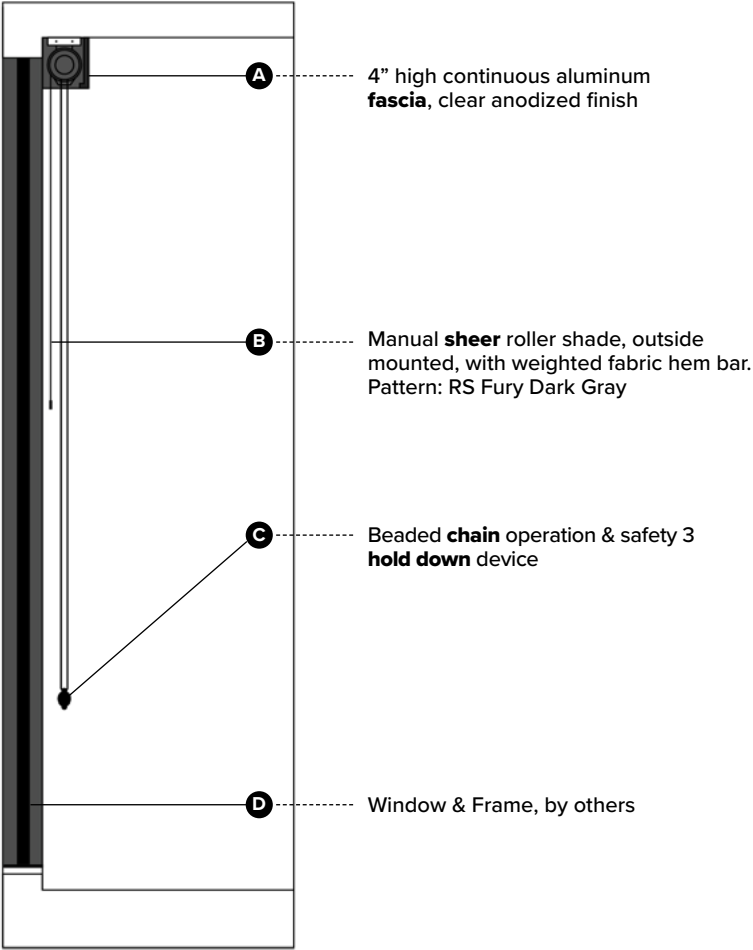 A
4” high continuous aluminum
fascia, clear anodized finish
B
Manual sheer roller shade, outside
mounted, with weighted fabric hem bar.
Pattern: RS Fury Dark Gray
C
Beaded chain operation & safety 3
hold down device
D
Window & Frame, by others